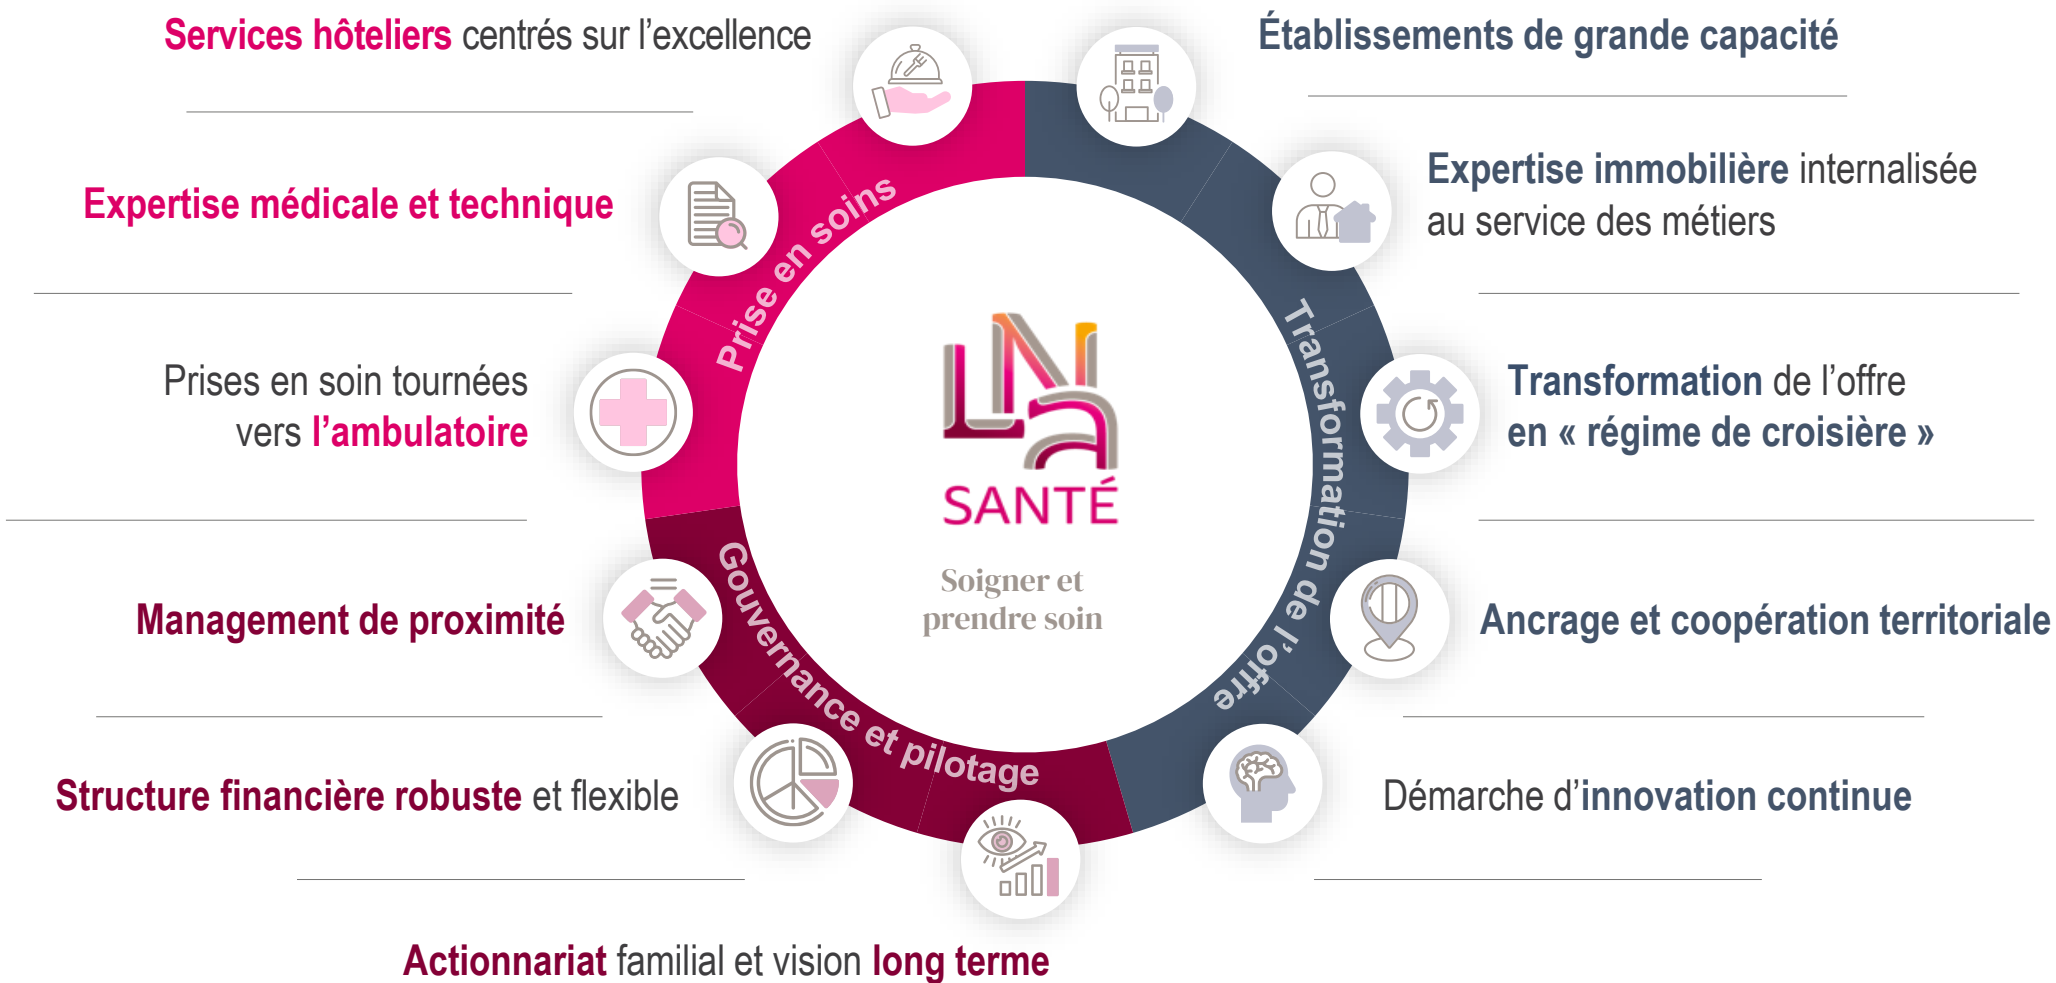 Services hôteliers centrés sur l’excellence
Expertise médicale et technique
Prises en soin tournées
vers l’ambulatoire
Management de proximité
Structure financière robuste et flexible
Actionnariat familial et vision long terme
Établissements de grande capacité
Expertise immobilière internalisée
au service des métiers
Transformation de l’offre
en « régime de croisière »
Ancrage et coopération territoriale
Démarche d’innovation continue
Prise en soins
Transformation de l’offre
Gouvernance et pilotage
LNA
SANTÉ
Soigner et
prendre soin